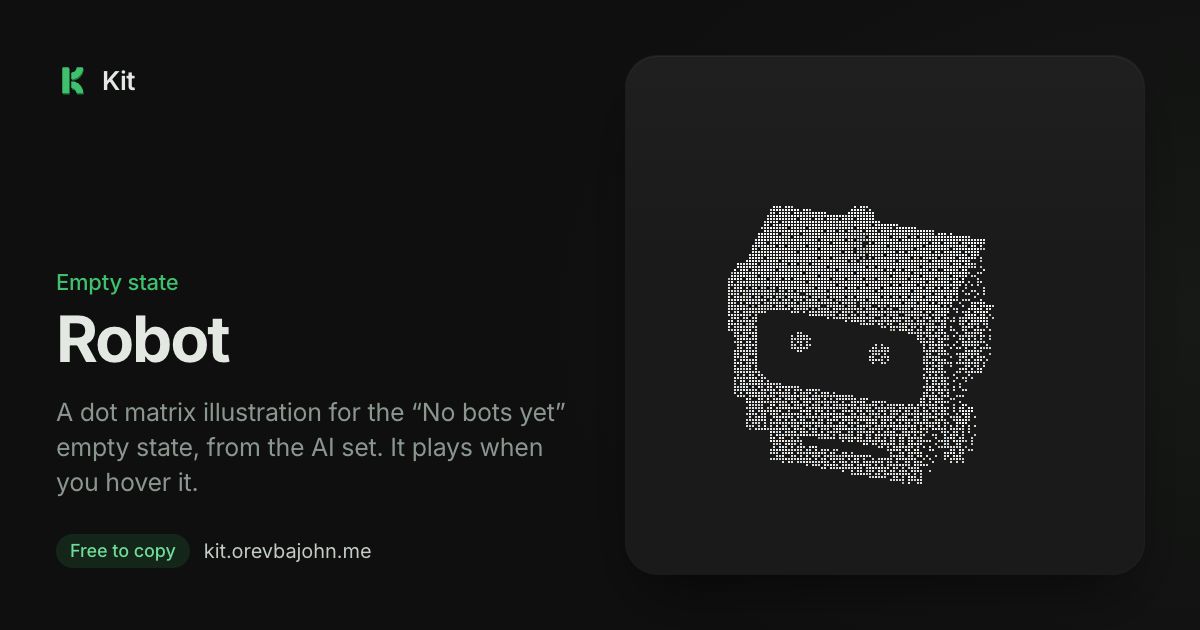 Kit
Empty state
Robot
A dot matrix illustration for the “No bots yet”
empty state, from the AI set. It plays when
you hover it.
Free to copy
kit.orevbajohn.me